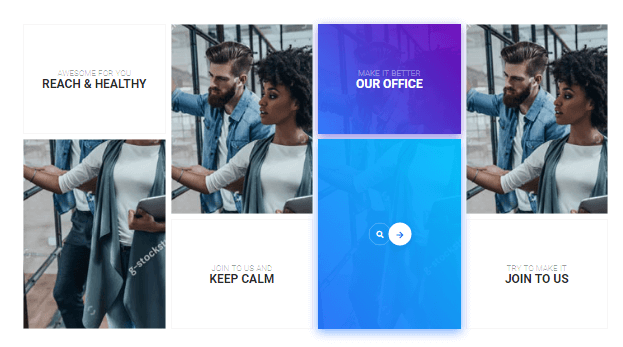 AWESOME FOR YOU
REACH & HEALTHY
MAKE IT BETTER
OUR OFFICE
g-stocks
JOIN TO US AND
KEEP CALM
TRY TO MAKE IT
JOIN TO US